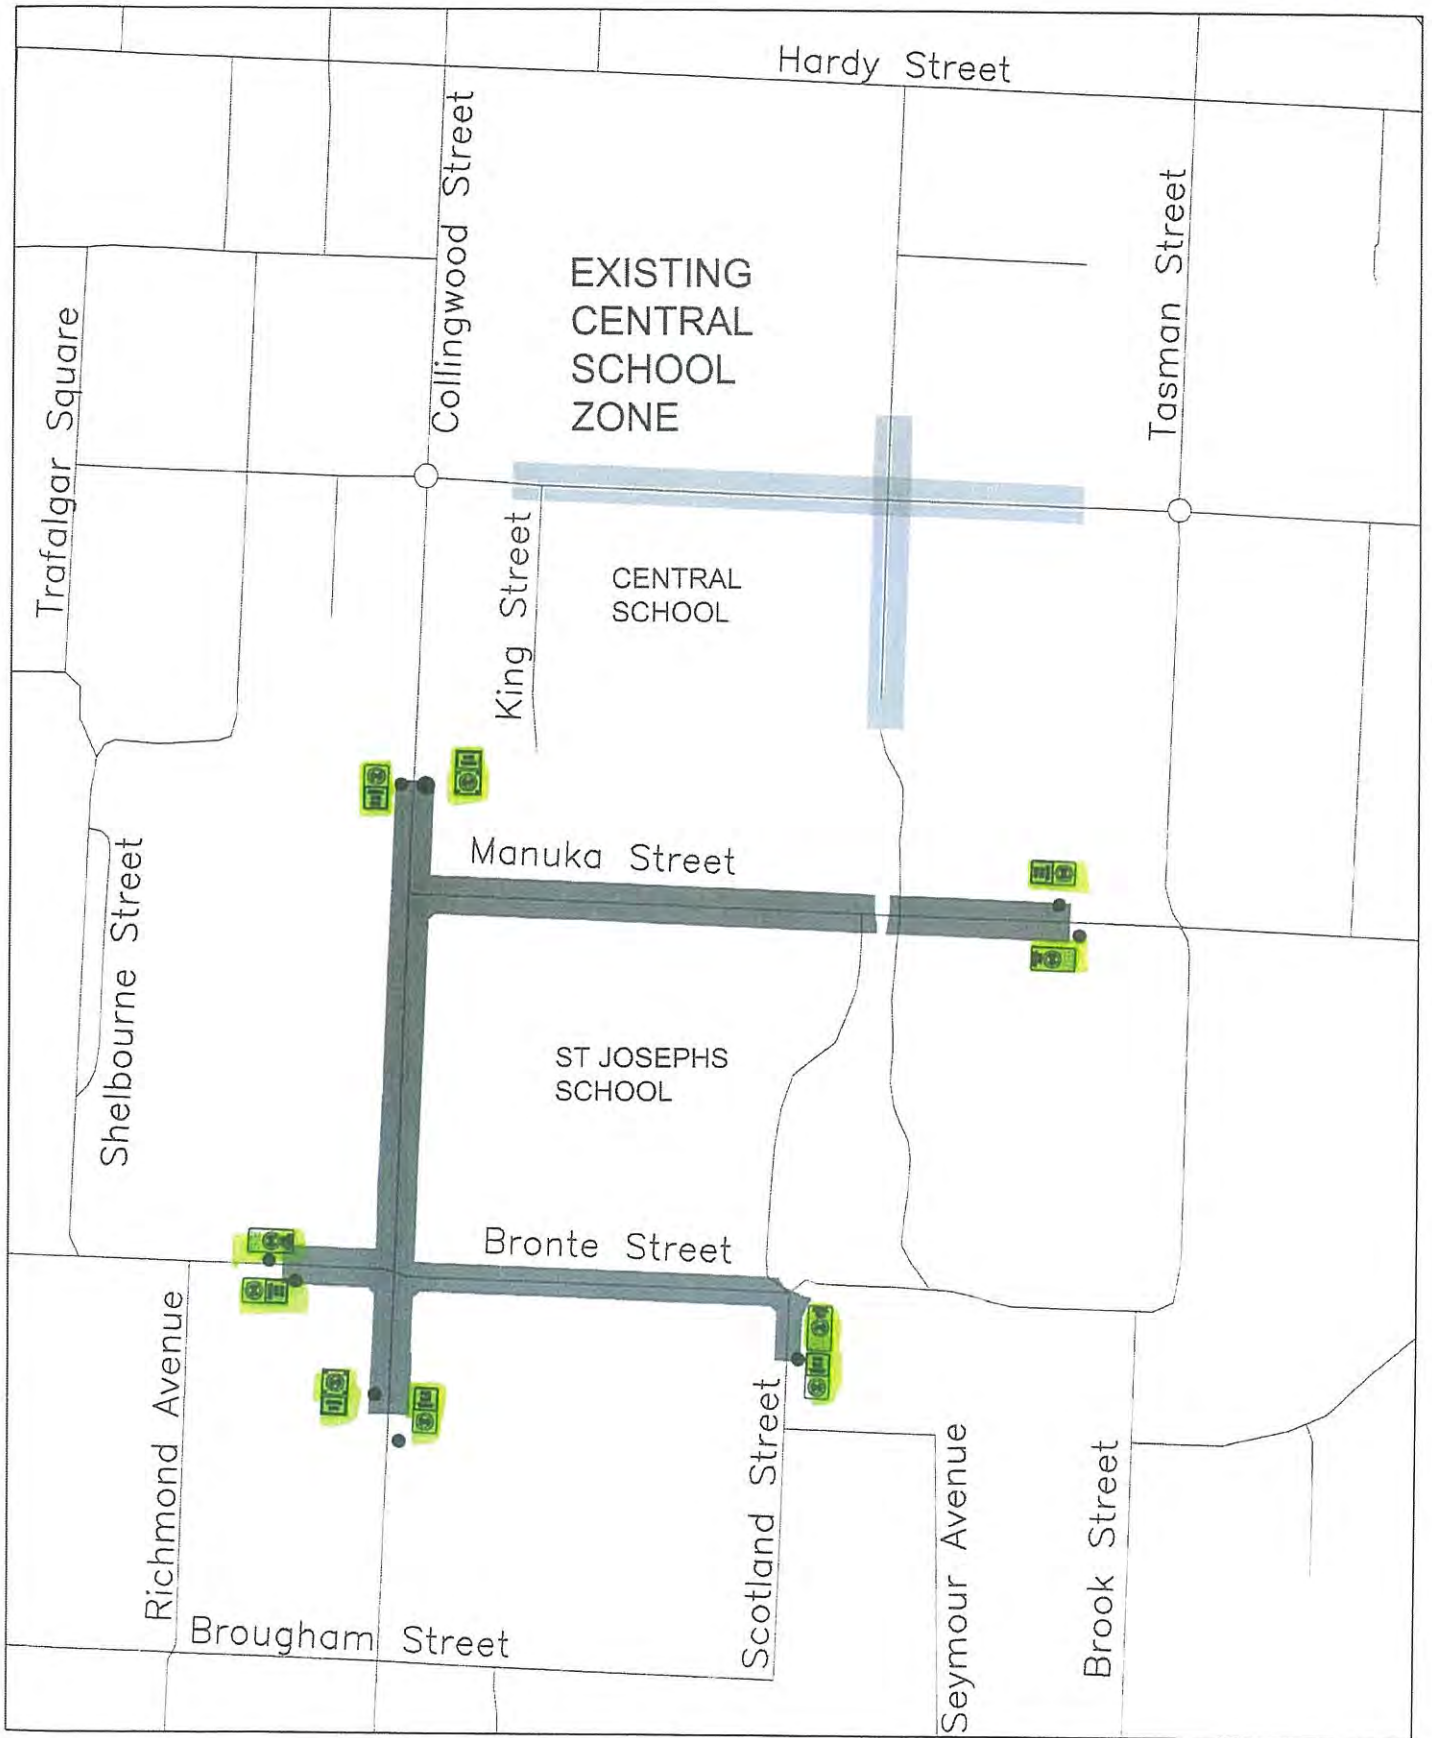 Hardy Street
Collingwood Street
Tasman Street
EXISTING
CENTRAL
SCHOOL
ZONE
Trafalgar Square
King Street
CENTRAL
SCHOOL
Manuka Street
Shelbourne Street
ST JOSEPHS
SCHOOL
Bronte Street
Richmond Avenue
Scotland Street
Seymour Avenue
Brook Street
Brougham Street